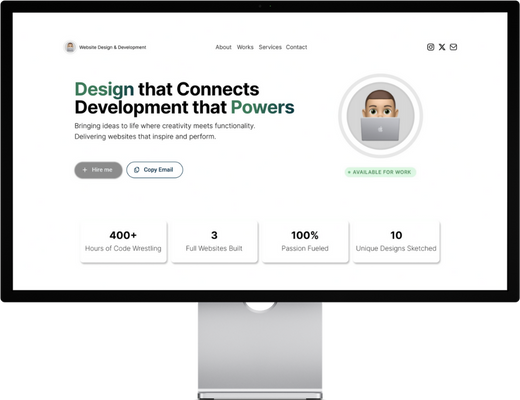 Website Design & Development
About Works Services Contact
Design that Connects
Development that Powers
Bringing ideas to life where creativity meets functionality.
Delivering websites that inspire and perform.
+ Hire me
Copy Email
AVAILABLE FOR WORK
400+
Hours of Code Wrestling
3
Full Websites Built
100%
Passion Fueled
10
Unique Designs Sketched